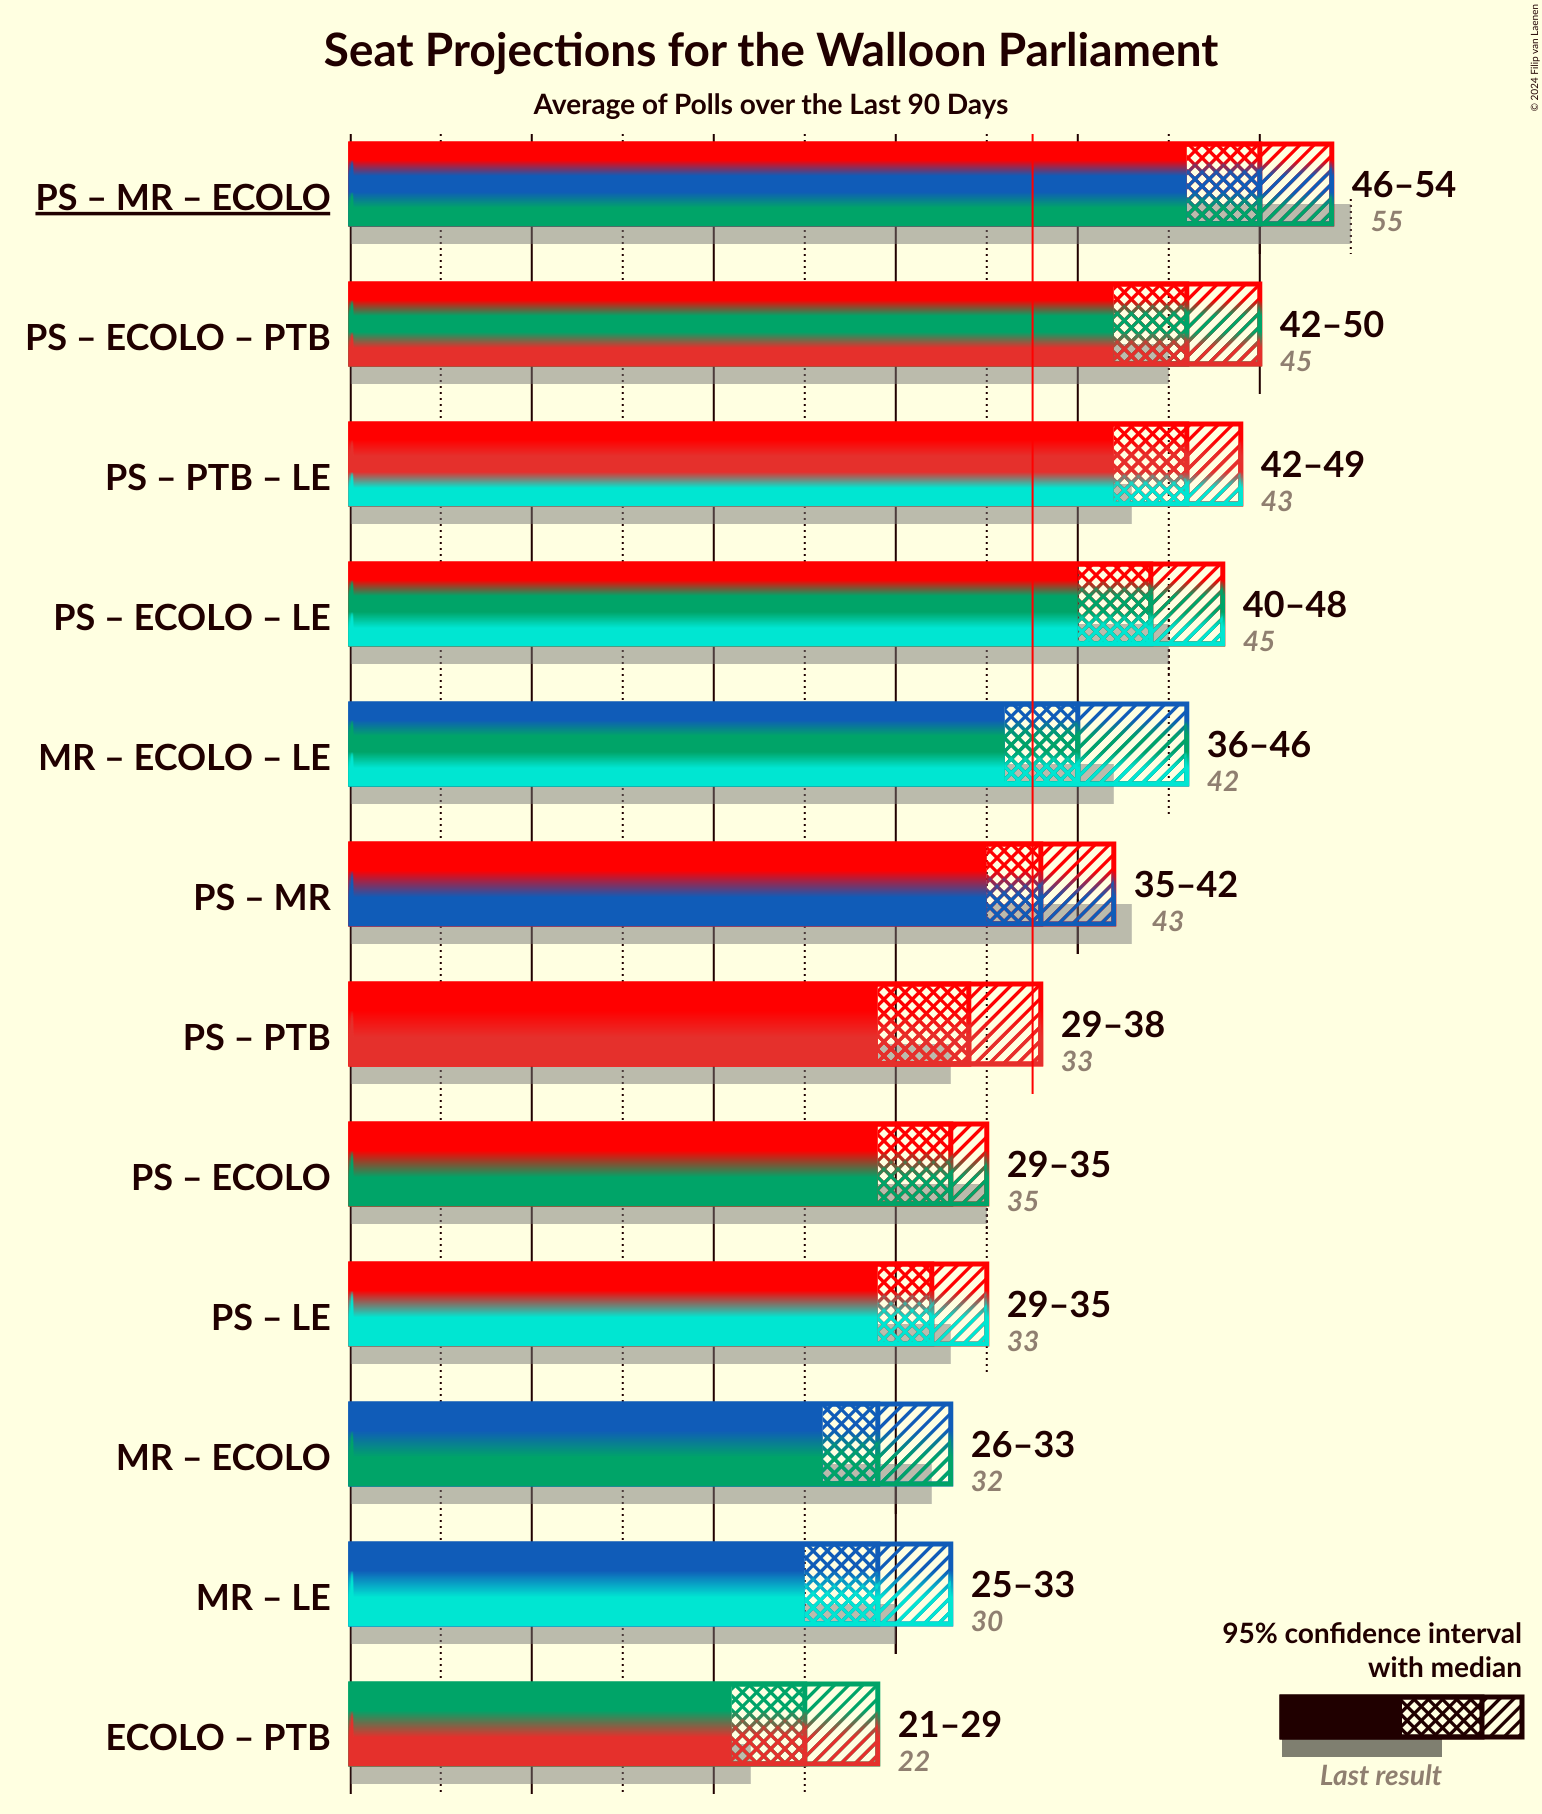 Seat Projections for the Walloon Parliament
Average of Polls over the Last 90 Days
© 2024 Filip van Laenen
PS – MR – ECOLO
46–54
55
PS – ECOLO – PTB
42–50
45
PS – PTB – LE
42–49
43
PS – ECOLO – LE
40–48
45
MR – ECOLO – LE
36–46
42
PS – MR
35–42
43
PS – PTB
29–38
33
PS – ECOLO
29–35
35
PS – LE
29–35
33
MR – ECOLO
26–33
32
MR – LE
25–33
30
ECOLO – PTB
21–29
22
95% confidence interval
with median
Last result